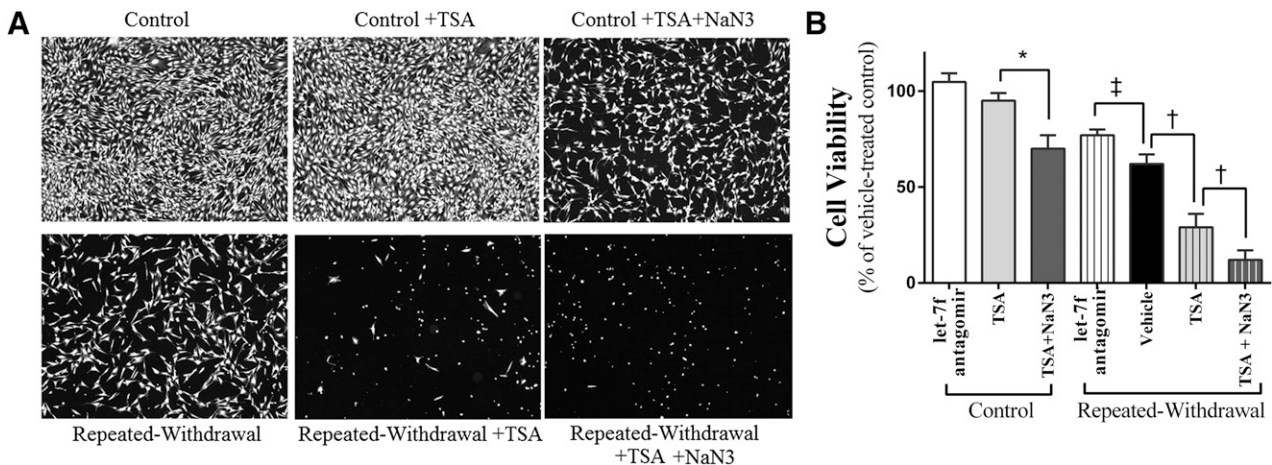 A
Control
Control +TSA
Control +TSA+NaN3
Repeated-Withdrawal
Repeated-Withdrawal +TSA
Repeated-Withdrawal
+TSA +NaN3
B
Cell Viability
(% of vehicle-treated control)
100
50
0
*
‡
†
†
let-7f
antagomir
TSA
TSA+NaN3
let-7f
antagomir
Vehicle
TSA
TSA + NaN3
Control
Repeated-Withdrawal